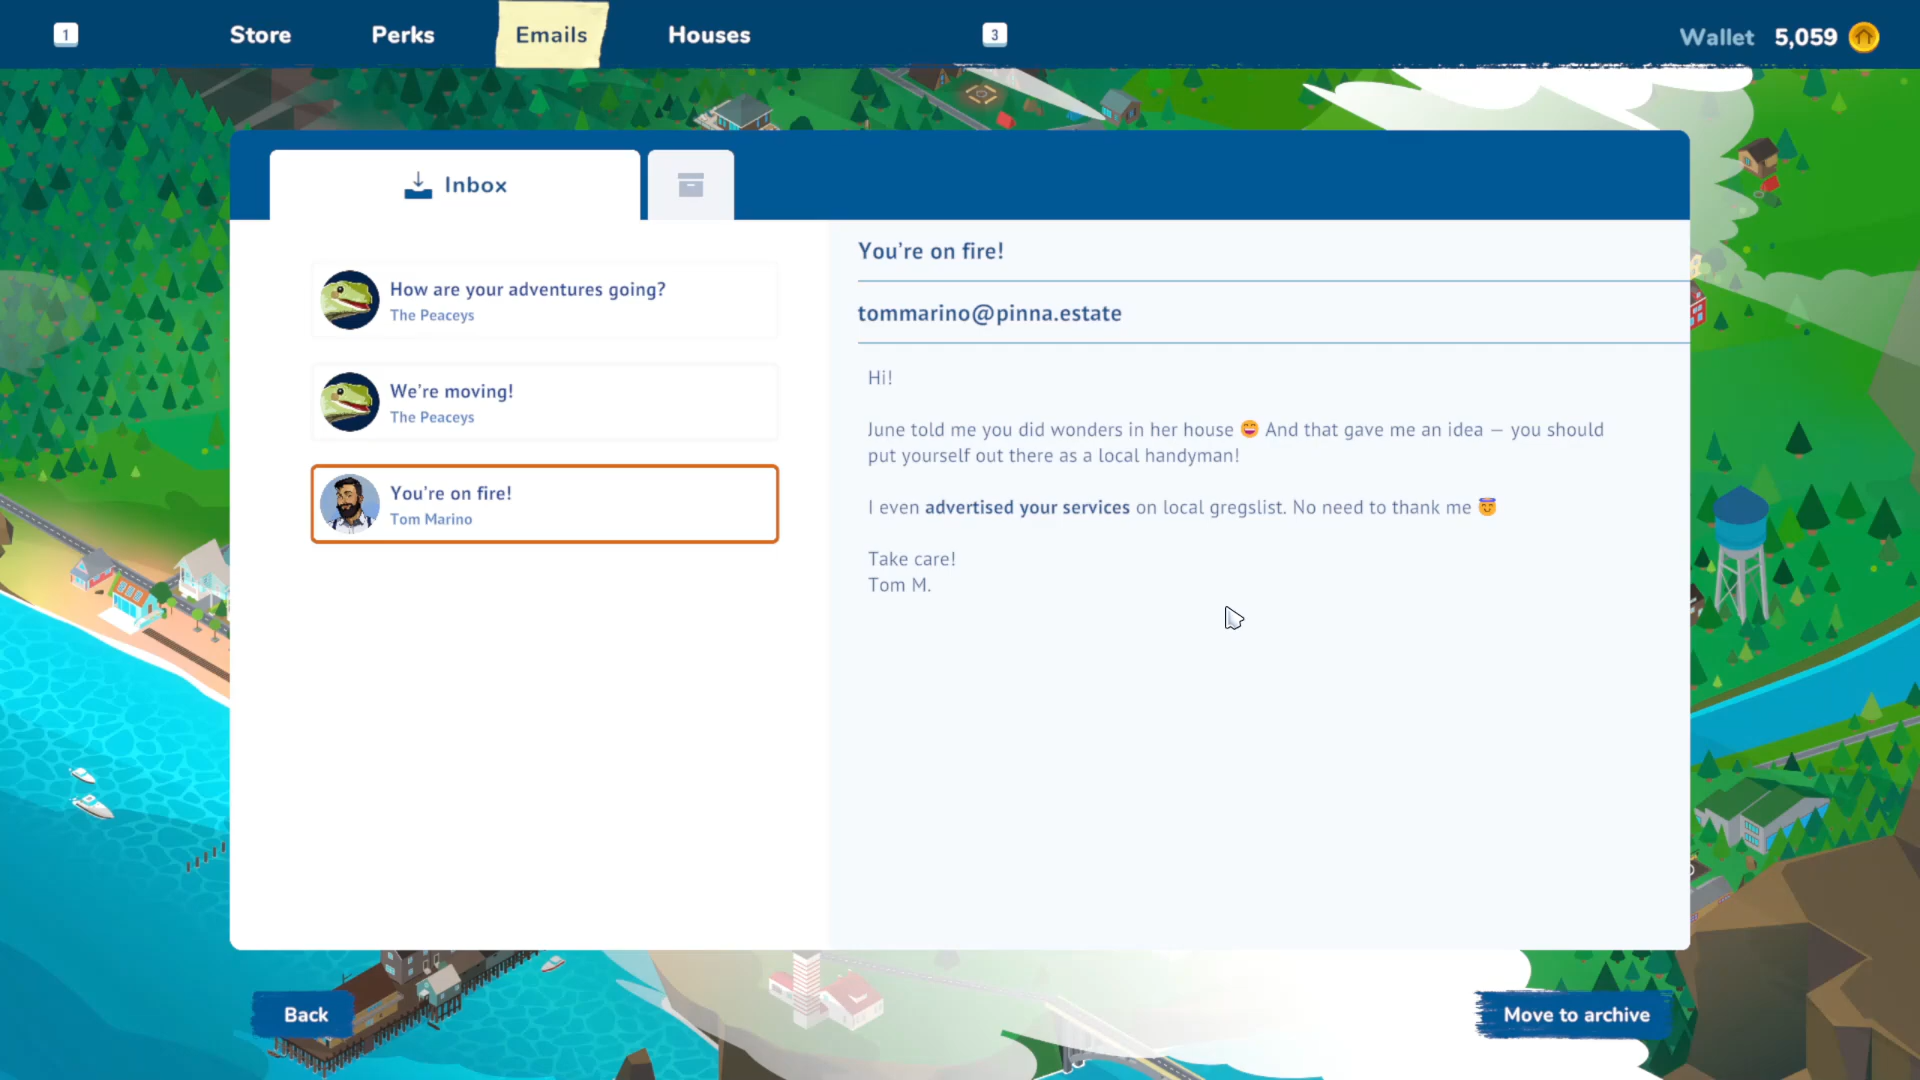 1
Store
Perks
Emails
Houses
3
Wallet 5,059
Inbox
How are your adventures going?
The Peaceys
We're moving!
The Peaceys
You're on fire!
Tom Marino
You're on fire!
tommarino@pinna.estate
Hi!
June told me you did wonders in her house 😄 And that gave me an idea — you should
put yourself out there as a local handyman!
I even advertised your services on local gregslist. No need to thank me 😇
Take care!
Tom M.
Back
Move to archive